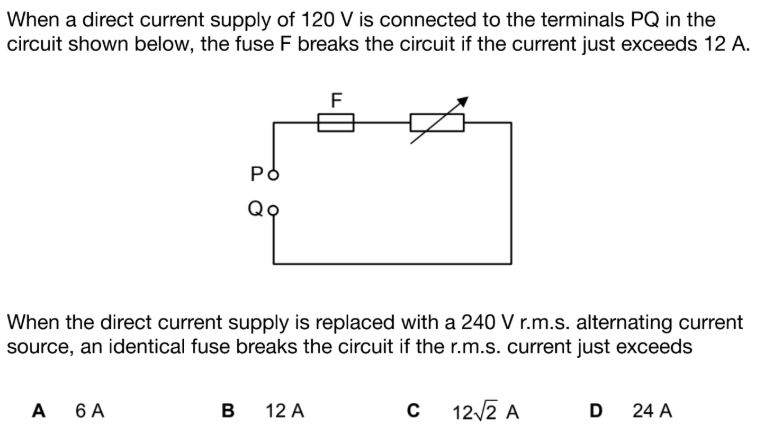 When a direct current supply of 120 V is connected to the terminals PQ in the
circuit shown below, the fuse F breaks the circuit if the current just exceeds 12 A.
F
P
Q
When the direct current supply is replaced with a 240 V r.m.s. alternating current
source, an identical fuse breaks the circuit if the r.m.s. current just exceeds
A 6 A B 12 A C 12√2 A D 24 A